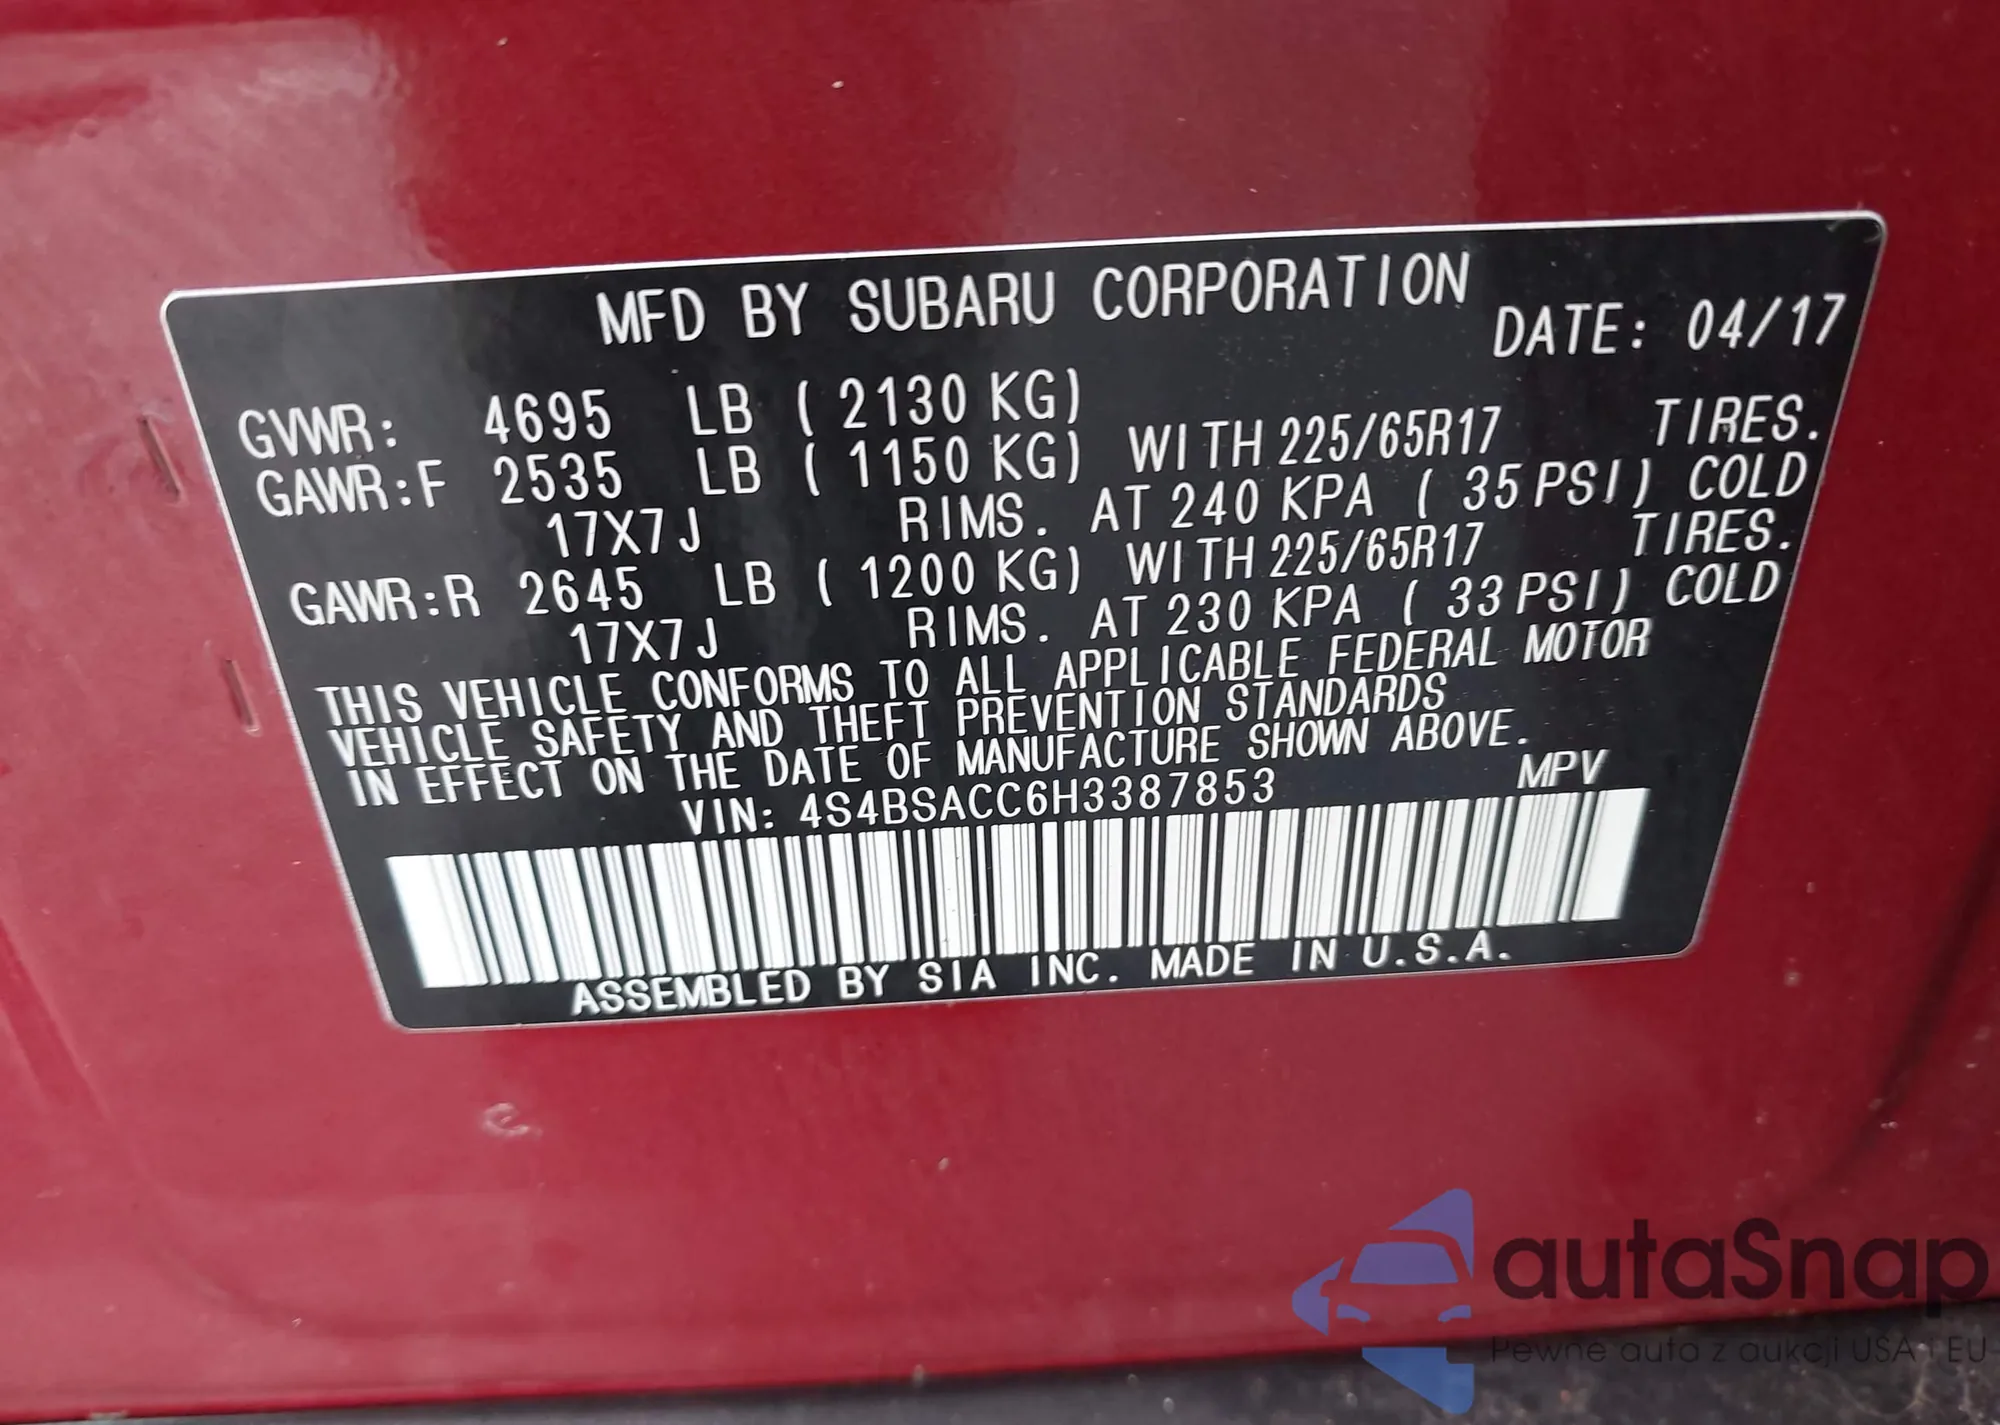 MFD BY SUBARU CORPORATION
DATE: 04/17
GVWR: 4695 LB ( 2130 KG)
GAWR:F 2535 LB ( 1150 KG) WITH 225/65R17 TIRES.
17X7J RIMS. AT 240 KPA ( 35 PSI) COLD
GAWR:R 2645 LB ( 1200 KG) WITH 225/65R17 TIRES.
17X7J RIMS. AT 230 KPA ( 33 PSI) COLD
THIS VEHICLE CONFORMS TO ALL APPLICABLE FEDERAL MOTOR
VEHICLE SAFETY AND THEFT PREVENTION STANDARDS
IN EFFECT ON THE DATE OF MANUFACTURE SHOWN ABOVE.
VIN: 4S4BSACC6H3387853 MPV
ASSEMBLED BY SIA INC. MADE IN U.S.A.
autaSnap
Pewne auta z aukcji USA i EU